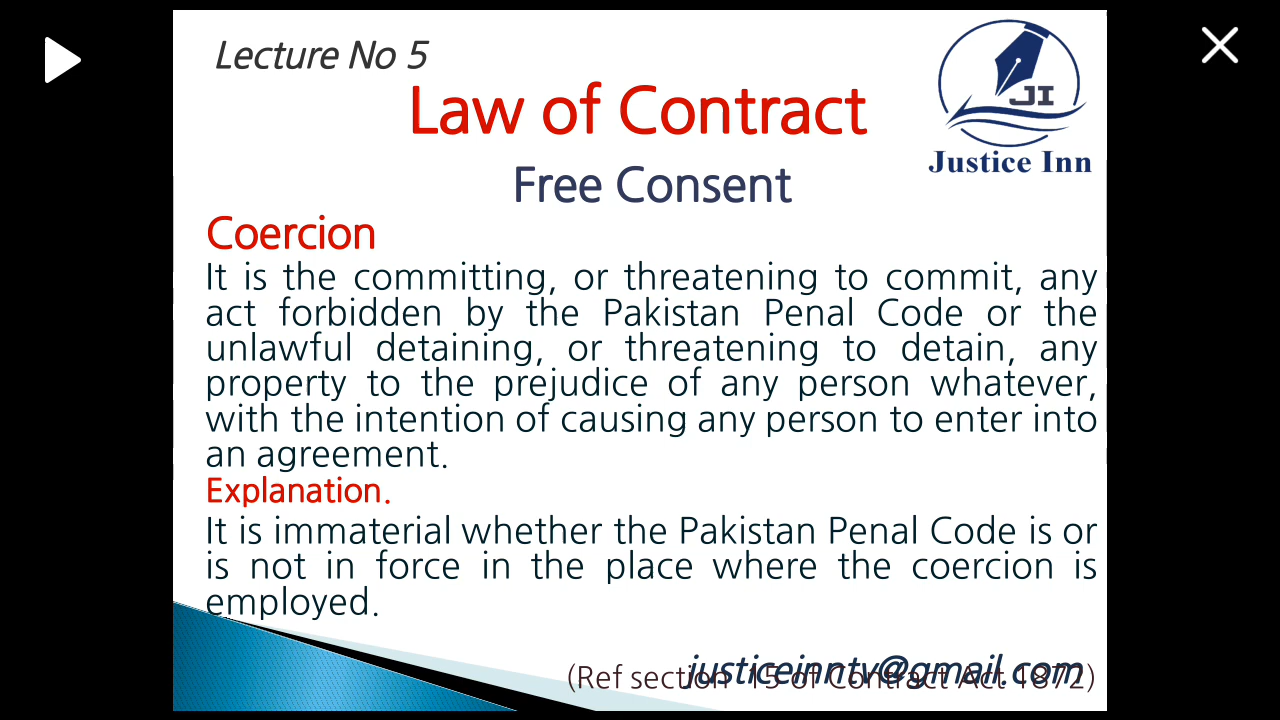 Lecture No 5
Law of Contract
JI
Justice Inn
Free Consent
Coercion
It is the committing, or threatening to commit, any
act forbidden by the Pakistan Penal Code or the
unlawful detaining, or threatening to detain, any
property to the prejudice of any person whatever,
with the intention of causing any person to enter into
an agreement.
Explanation.
It is immaterial whether the Pakistan Penal Code is or
is not in force in the place where the coercion is
employed.
justiceinntv@gmail.com
(Ref section 15 of Contract Act 1872)